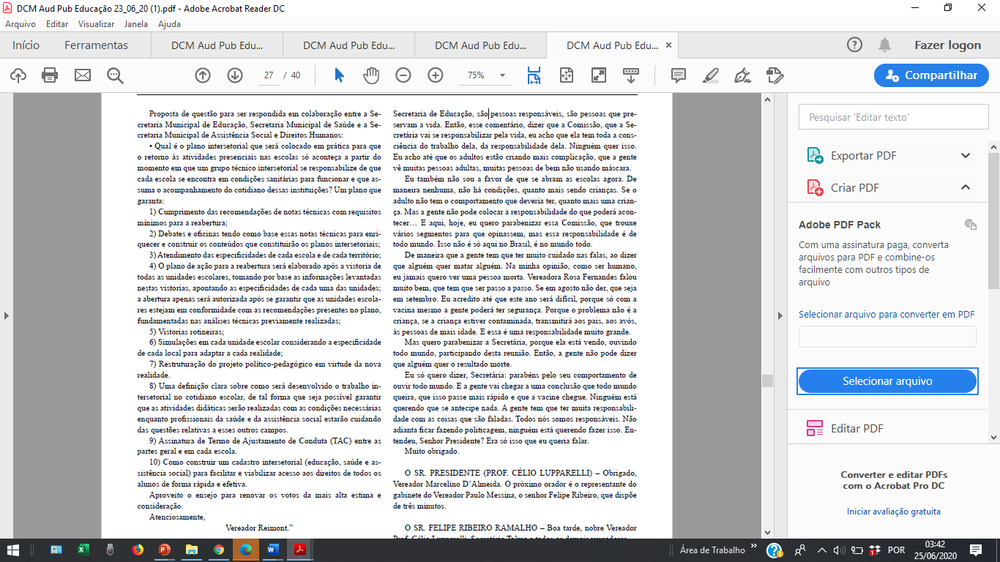 DCM Aud Pub Educação 23_06_20 (1).pdf - Adobe Acrobat Reader DC
Arquivo Editar Visualizar Janela Ajuda
Início Ferramentas DCM Aud Pub Edu... DCM Aud Pub Edu... DCM Aud Pub Edu... DCM Aud Pub Edu... Fazer logon
27 / 40 75% Compartilhar
Proposta de questão para ser respondida em colaboração entre a Se-
cretaria Municipal de Educação, Secretaria Municipal de Saúde e a Se-
cretaria Municipal de Assistência Social e Direitos Humanos:
• Qual é o plano intersetorial que será colocado em prática para que
o retorno às atividades presenciais nas escolas só aconteça a partir do
momento em que um grupo técnico intersetorial se responsabilize de que
cada escola se encontra em condições sanitárias para funcionar e que as-
suma o acompanhamento do cotidiano dessas instituições? Um plano que
garanta:
1) Cumprimento das recomendações de notas técnicas com requisitos
mínimos para a reabertura;
2) Debates e oficinas tendo como base essas notas técnicas para enri-
quecer e construir os conteúdos que constituirão os planos intersetoriais;
3) Atendimento das especificidades de cada escola e de cada território;
4) O plano de ação para a reabertura será elaborado após a vistoria de
todas as unidades escolares, tomando por base as informações levantadas
nestas vistorias, apontando as especificidades de cada uma das unidades;
a abertura apenas será autorizada após se garantir que as unidades escola-
res estejam em conformidade com as recomendações presentes no plano,
fundamentadas nas análises técnicas previamente realizadas;
5) Vistorias rotineiras;
6) Simulações em cada unidade escolar considerando a especificidade
de cada local para adaptar a cada realidade;
7) Restruturação do projeto político-pedagógico em virtude da nova
realidade.
8) Uma definição clara sobre como será desenvolvido o trabalho in-
tersetorial no cotidiano escolar, de tal forma que seja possível garantir
que as atividades didáticas serão realizadas com as condições necessárias
enquanto profissionais da saúde e da assistência social estarão cuidando
das questões relativas a esses outros campos.
9) Assinatura de Termo de Ajustamento de Conduta (TAC) entre as
partes geral e em cada escola.
10) Como construir um cadastro intersetorial (educação, saúde e as-
sistência social) para facilitar e viabilizar acesso aos direitos de todos os
alunos de forma rápida e efetiva.
Aproveito o ensejo para renovar os votos da mais alta estima e
consideração.
Atenciosamente,
Vereador Reimont.”
Secretaria de Educação, são pessoas responsáveis, são pessoas que pre-
servam a vida. Então, esse comentário, dizer que a Comissão, que a Se-
cretária vai se responsabilizar pela vida, eu acho que ela tem toda a cons-
ciência do trabalho dela, da responsabilidade dela. Ninguém quer isso.
Eu acho até que os adultos estão criando mais complicação, que a gente
vê muitas pessoas adultas, muitas pessoas de bem não usando máscara.
Eu também não sou a favor de que se abram as escolas agora. De
maneira nenhuma, não há condições, quanto mais sendo crianças. Se o
adulto não tem o comportamento que deveria ter, quanto mais uma crian-
ça. Mas a gente não pode colocar a responsabilidade do que poderá acon-
tecer… E aqui, hoje, eu quero parabenizar essa Comissão, que trouxe
vários segmentos para que opinassem, mas essa responsabilidade é de
todo mundo. Isso não é só aqui no Brasil, é no mundo todo.
De maneira que a gente tem que ter muito cuidado nas falas, ao dizer
que alguém quer matar alguém. Na minha opinião, como ser humano,
eu jamais quero ver uma pessoa morta. Vereadora Rosa Fernandes falou
muito bem, que tem que ser passo a passo. Se em agosto não der, que seja
em setembro. Eu acredito até que este ano será difícil, porque só com a
vacina mesmo a gente poderá ter segurança. Porque o problema não é a
criança, se a criança estiver contaminada, transmitirá aos pais, aos avós,
às pessoas de mais idade. E essa é uma responsabilidade muito grande.
Mas quero parabenizar a Secretária, porque ela está vendo, ouvindo
todo mundo, participando desta reunião. Então, a gente não pode dizer
que alguém quer o resultado morte.
Eu só quero dizer, Secretária: parabéns pelo seu comportamento de
ouvir todo mundo. E a gente vai chegar a uma conclusão que todo mundo
queira, que isso passe mais rápido e que a vacine chegue. Ninguém está
querendo que se antecipe nada. A gente tem que ter muita responsabili-
dade com as coisas que são faladas. Todos nós somos responsáveis. Não
adianta ficar fazendo politicagem, ninguém está querendo fazer isso. En-
tendeu, Senhor Presidente? Era só isso que eu queria falar.
Muito obrigado.
O SR. PRESIDENTE (PROF. CÉLIO LUPPARELLI) – Obrigado,
Vereador Marcelino D’Almeida. O próximo orador é o representante do
gabinete do Vereador Paulo Messina, o senhor Felipe Ribeiro, que dispõe
de três minutos.
O SR. FELIPE RIBEIRO RAMALHO – Boa tarde, nobre Vereador
Pesquisar 'Editar texto'
Exportar PDF
Criar PDF
Adobe PDF Pack
Com uma assinatura paga, converta
arquivos para PDF e combine-os
facilmente com outros tipos de
arquivo
Selecionar arquivo para converter em PDF
Selecionar arquivo
Editar PDF
Converter e editar PDFs
com o Acrobat Pro DC
Iniciar avaliação gratuita
Área de Trabalho POR 03:42
25/06/2020